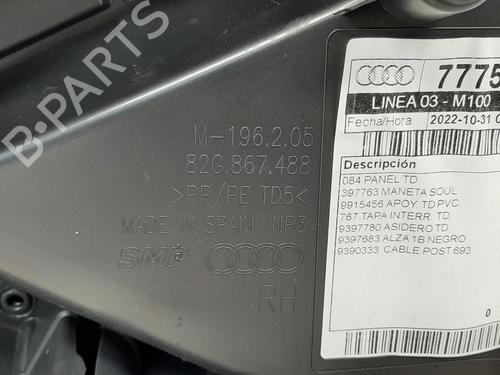 7775
LINEA 03 - M100
Fecha/Hora 2022-10-31 0
Descripción
084 PANEL TD
397763 MANETA SOUL
9915456 APOY TD PVC
767 TAPA INTERR. TD
9397780 ASIDERO TD
9397683 ALZA 1B NEGRO
9390333 CABLE POST 693
0
M-196.2.05
82G.867.488
>PP/PE TD5<
MADE IN SPAIN NP3
SMP
RH
B-PARTS